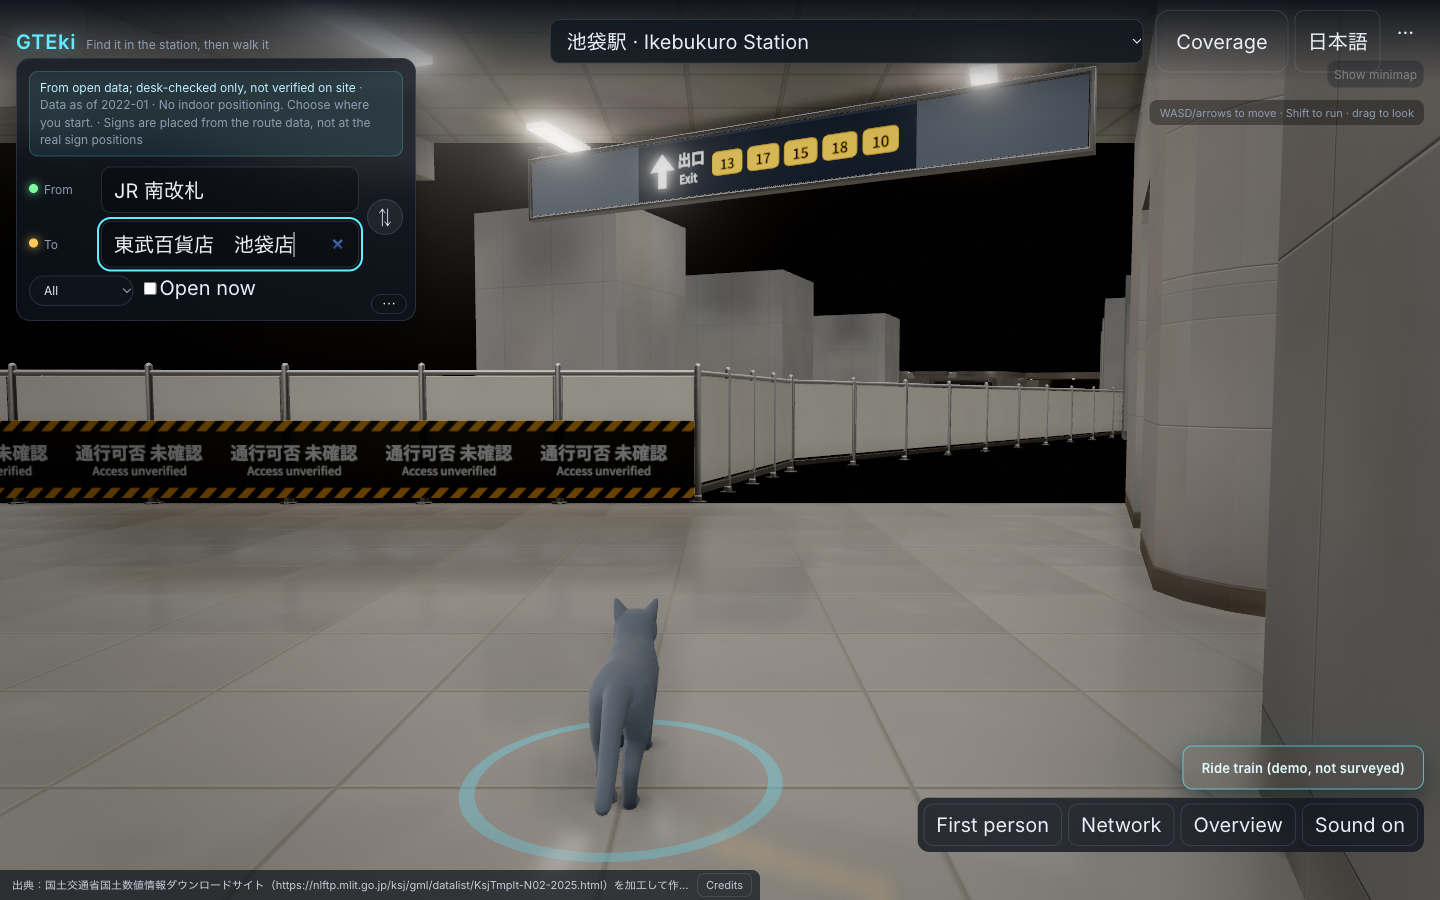 GTEki Find it in the station, then walk it
池袋駅 · Ikebukuro Station
Coverage
日本語
...
Show minimap
WASD/arrows to move · Shift to run · drag to look
From open data; desk-checked only, not verified on site ·
Data as of 2022-01 · No indoor positioning. Choose where
you start. · Signs are placed from the route data, not at the
real sign positions
From JR 南改札
To 東武百貨店　池袋店
All Open now
...
出口 13 17 15 18 10
Exit
未確認 通行可否 未確認 通行可否 未確認 通行可否 未確認 通行可否 未確認
Access unverified Access unverified Access unverified Access unverified
Ride train (demo, not surveyed)
First person Network Overview Sound on
出典：国土交通省国土数値情報ダウンロードサイト（https://nlftp.mlit.go.jp/ksj/gml/datalist/KsjTmplt-N02-2025.html）を加工して作... Credits